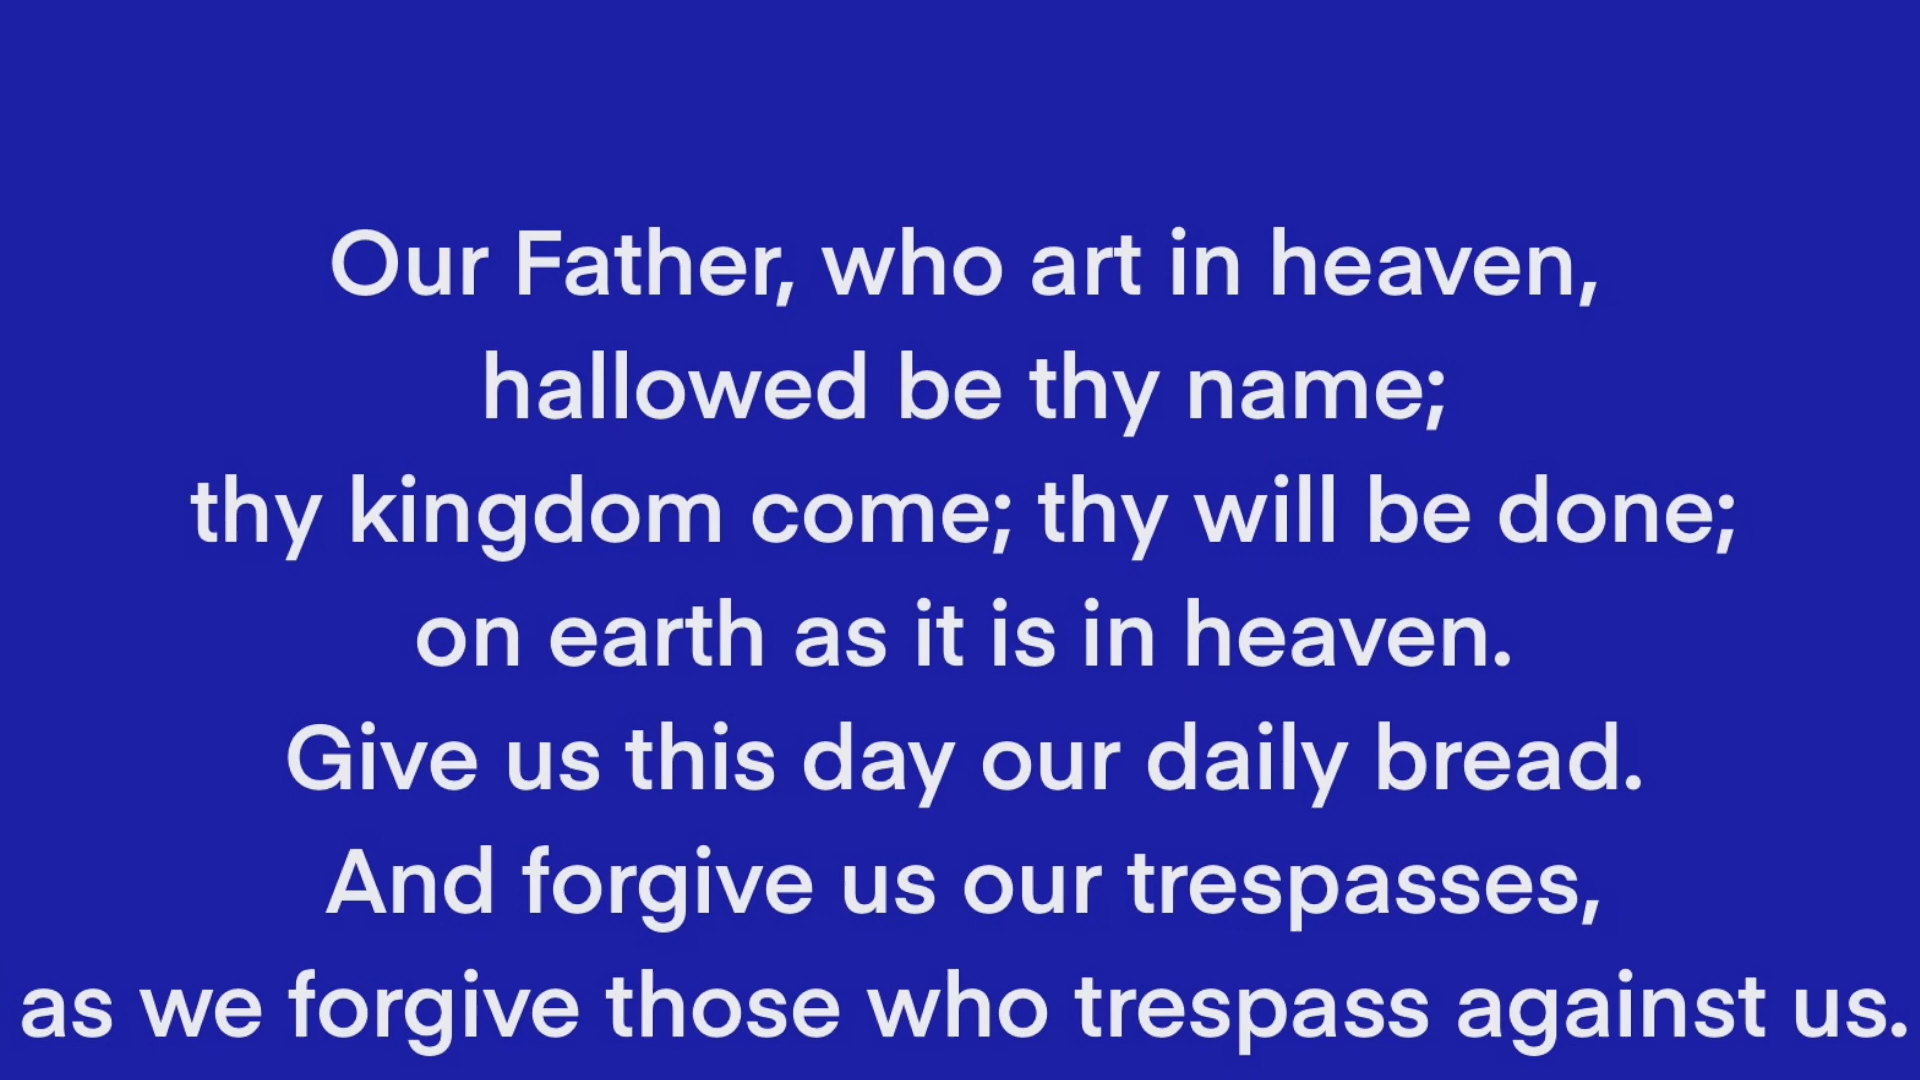 Our Father, who art in heaven,
hallowed be thy name;
thy kingdom come; thy will be done;
on earth as it is in heaven.
Give us this day our daily bread.
And forgive us our trespasses,
as we forgive those who trespass against us.